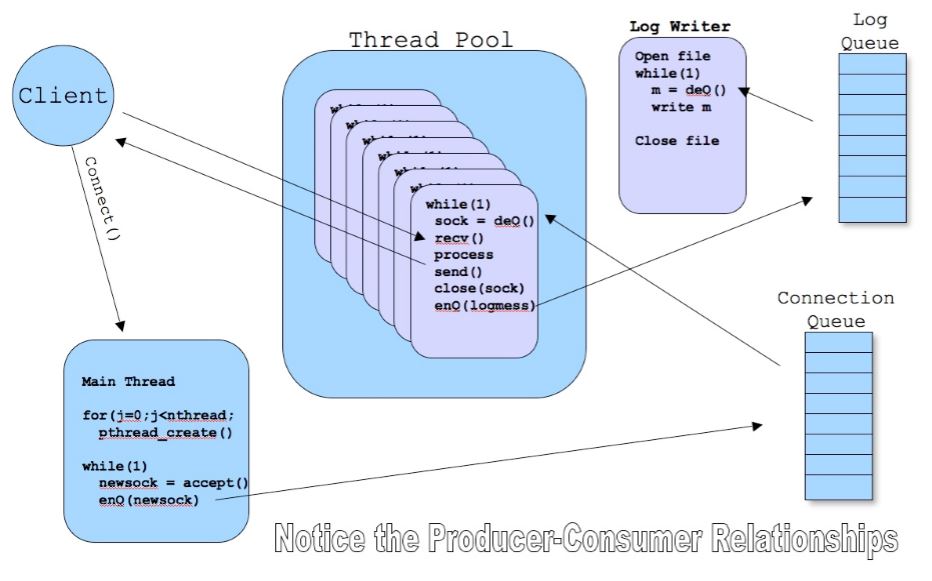 Client
Connect()
Thread Pool
while(1)
sock = deQ()
recv()
process
send()
close(sock)
enQ(logmess)
Log Writer
Open file
while(1)
m = deQ()
write m
Close file
Log
Queue
Connection
Queue
Main Thread
for(j=0;j<nthread;
pthread_create()
while(1)
newsock = accept()
enQ(newsock)
Notice the Producer-Consumer Relationships